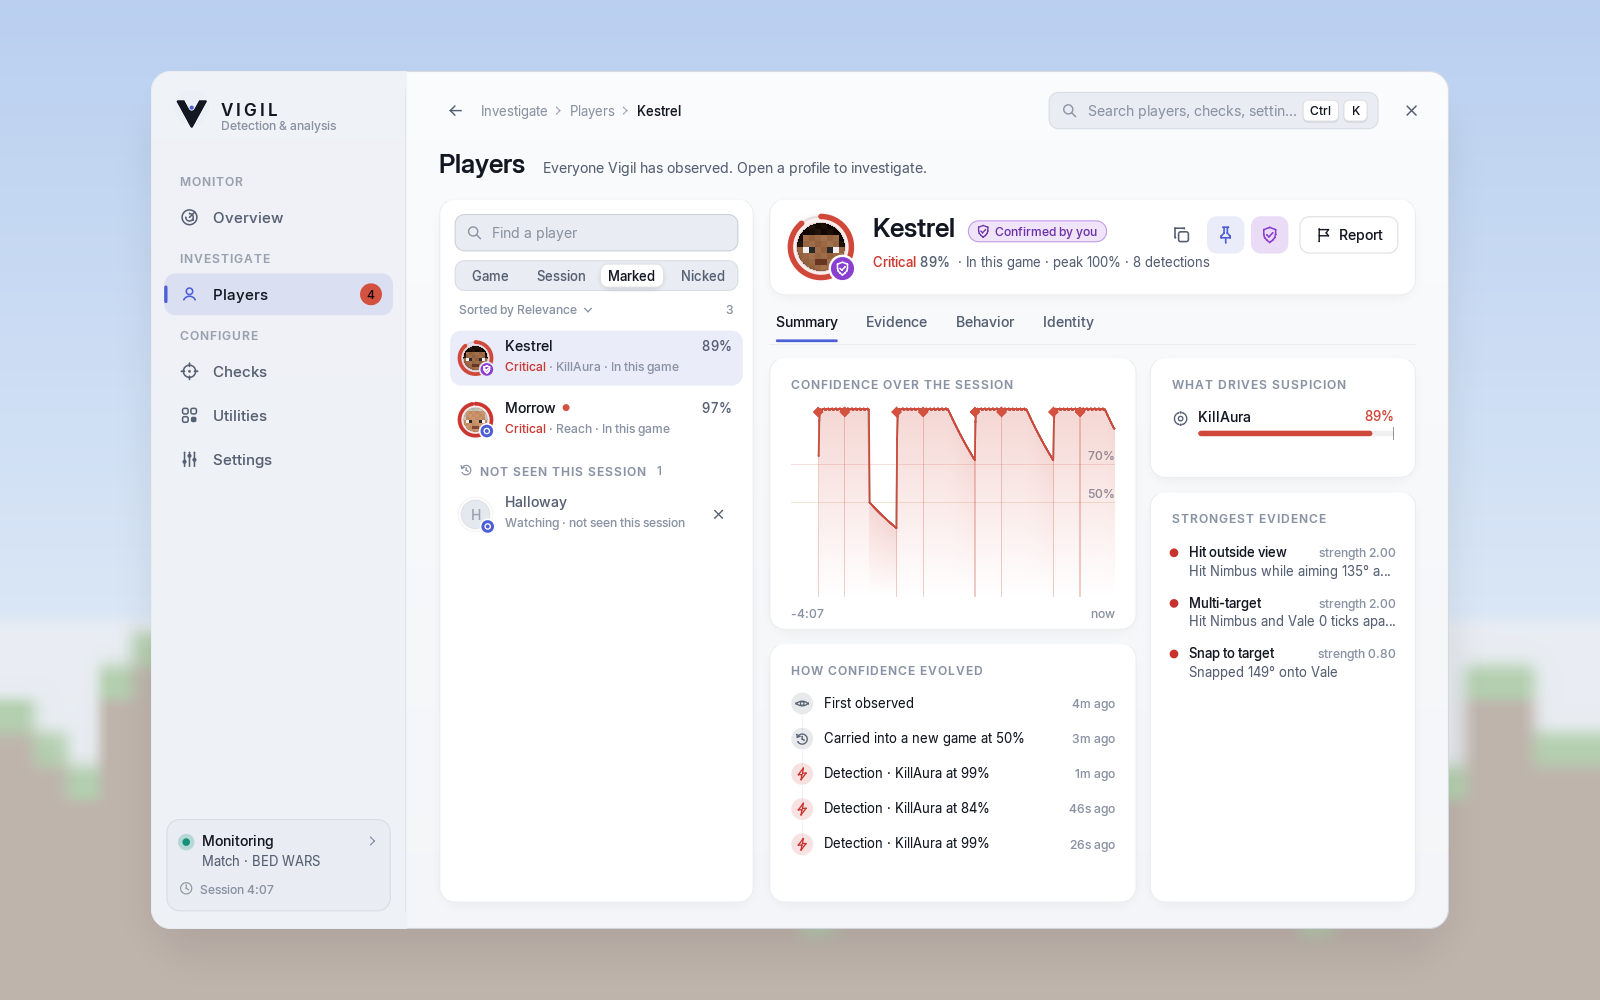 VIGIL
Detection & analysis
MONITOR
Overview
INVESTIGATE
Players
4
CONFIGURE
Checks
Utilities
Settings
Monitoring
Match · BED WARS
Session 4:07
Investigate
Players
Kestrel
Search players, checks, settin...
Ctrl
K
Players
Everyone Vigil has observed. Open a profile to investigate.
Find a player
Game
Session
Marked
Nicked
Sorted by Relevance
3
Kestrel
89%
Critical · KillAura · In this game
Morrow
97%
Critical · Reach · In this game
NOT SEEN THIS SESSION 1
H
Halloway
Watching · not seen this session
Kestrel
Confirmed by you
Critical 89% · In this game · peak 100% · 8 detections
Report
Summary
Evidence
Behavior
Identity
CONFIDENCE OVER THE SESSION
70%
50%
-4:07
now
HOW CONFIDENCE EVOLVED
First observed
4m ago
Carried into a new game at 50%
3m ago
Detection · KillAura at 99%
1m ago
Detection · KillAura at 84%
46s ago
Detection · KillAura at 99%
26s ago
WHAT DRIVES SUSPICION
KillAura
89%
STRONGEST EVIDENCE
Hit outside view
strength 2.00
Hit Nimbus while aiming 135° a...
Multi-target
strength 2.00
Hit Nimbus and Vale 0 ticks apa...
Snap to target
strength 0.80
Snapped 149° onto Vale